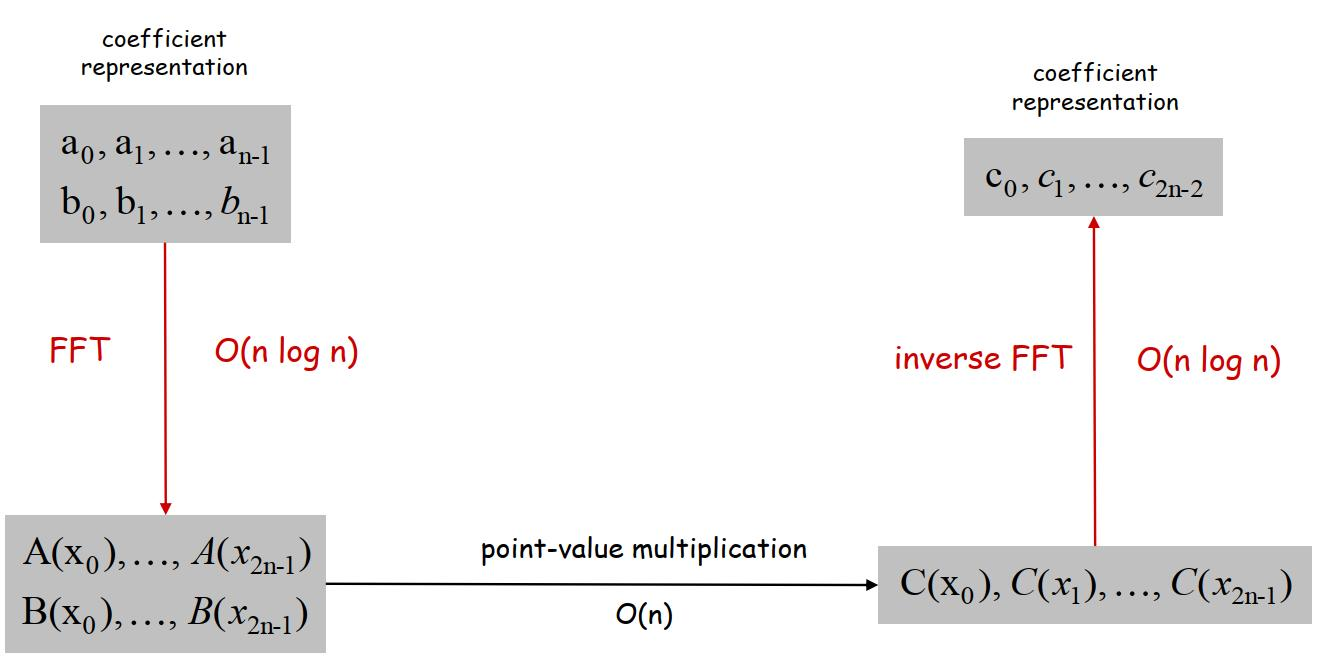 coefficient
representation
a₀, a₁, …, aₙ₋₁
b₀, b₁, …, bₙ₋₁
FFT
O(n log n)
A(x₀), …, A(x₂ₙ₋₁)
B(x₀), …, B(x₂ₙ₋₁)
point-value multiplication
O(n)
coefficient
representation
c₀, c₁, …, c₂ₙ₋₂
inverse FFT
O(n log n)
C(x₀), C(x₁), …, C(x₂ₙ₋₁)